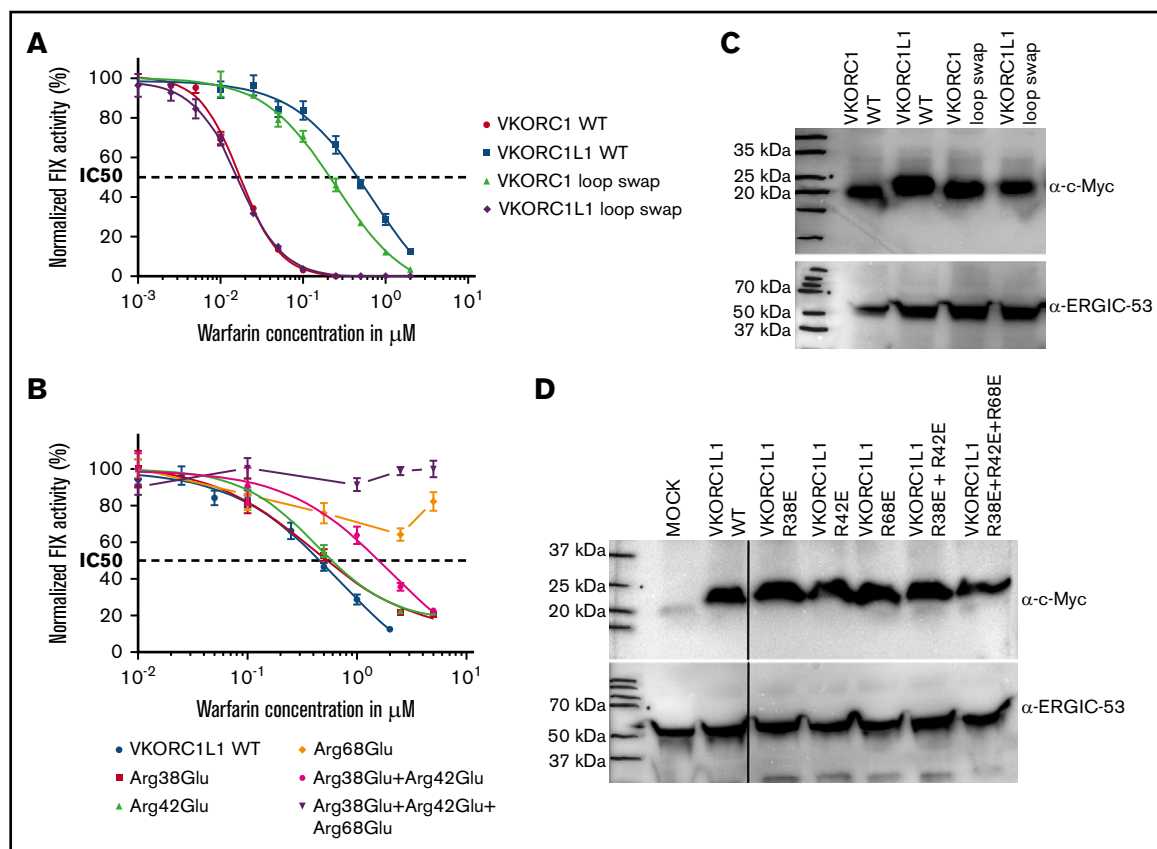 A
Normalized FIX activity (%)
100
80
60
IC50
40
20
0
10-3
10-2
10-1
100
101
Warfarin concentration in µM
VKORC1 WT
VKORC1L1 WT
VKORC1 loop swap
VKORC1L1 loop swap
B
Normalized FIX activity (%)
100
80
60
IC50
40
20
0
10-2
10-1
100
101
Warfarin concentration in µM
VKORC1L1 WT
Arg38Glu
Arg42Glu
Arg68Glu
Arg38Glu+Arg42Glu
Arg38Glu+Arg42Glu+
Arg68Glu
C
VKORC1
WT
VKORC1L1
WT
VKORC1
loop swap
VKORC1L1
loop swap
35 kDa
25 kDa
20 kDa
α-c-Myc
70 kDa
50 kDa
37 kDa
α-ERGIC-53
D
MOCK
VKORC1L1
WT
VKORC1L1
R38E
VKORC1L1
R42E
VKORC1L1
R68E
VKORC1L1
R38E + R42E
VKORC1L1
R38E+R42E+R68E
37 kDa
25 kDa
20 kDa
α-c-Myc
70 kDa
50 kDa
37 kDa
α-ERGIC-53